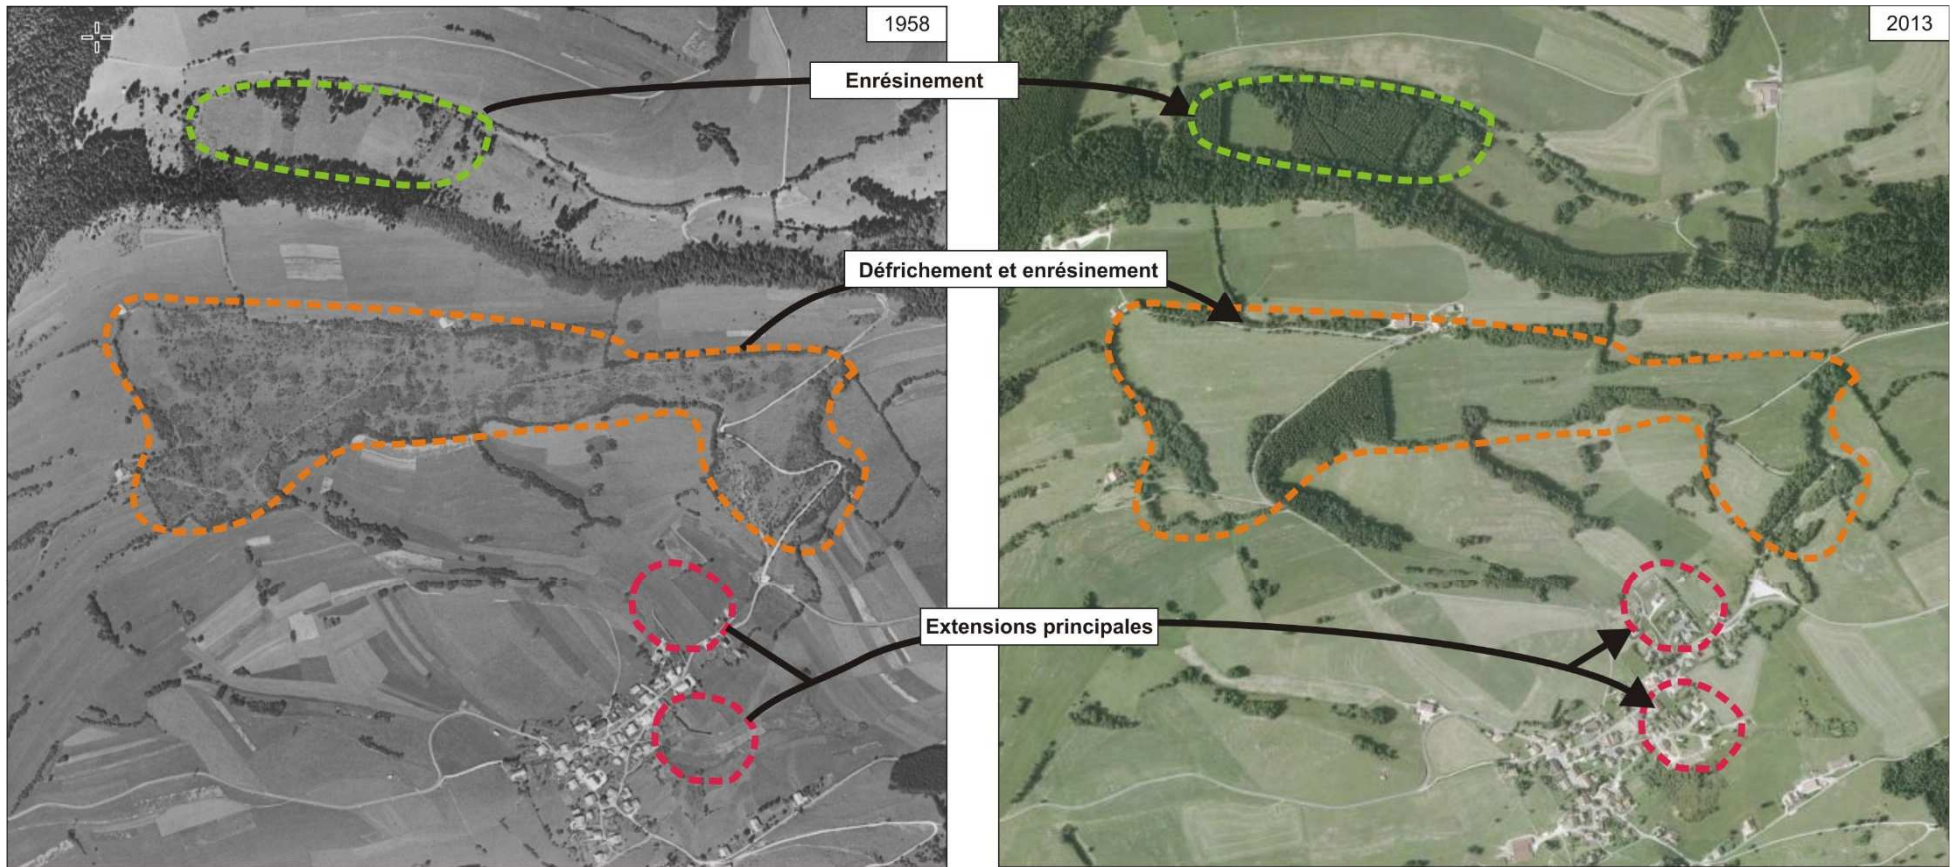 1958
2013
Enrésinement
Défrichement et enrésinement
Extensions principales